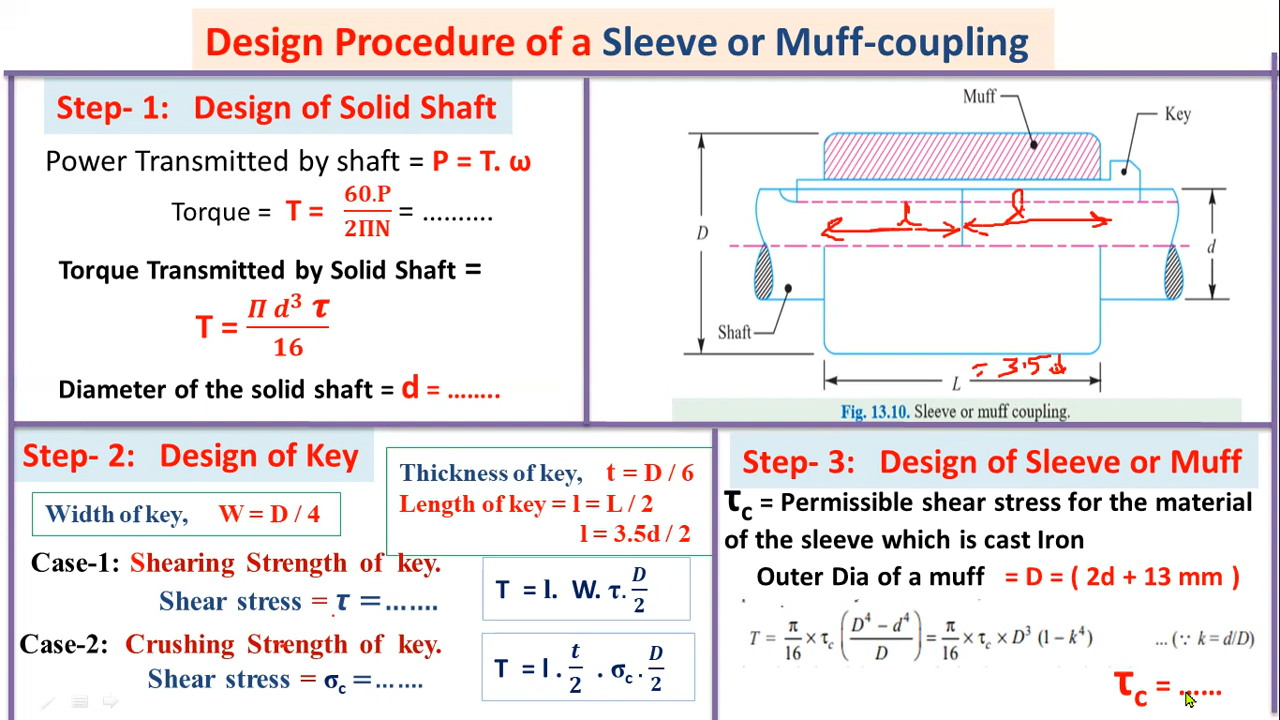 Design Procedure of a Sleeve or Muff-coupling
Step- 1: Design of Solid Shaft
Power Transmitted by shaft = P = T. ω
Torque = T = 60.P / 2ΠN = ..........
Torque Transmitted by Solid Shaft =
T = Π d³ τ / 16
Diameter of the solid shaft = d = ........
Muff
Key
l
l
D
d
Shaft
= 3.5d
L
Fig. 13.10. Sleeve or muff coupling.
Step- 2: Design of Key
Width of key, W = D / 4
Thickness of key, t = D / 6
Length of key = l = L / 2
l = 3.5d / 2
Case-1: Shearing Strength of key.
Shear stress = τ = .......
T = l. W. τ. D/2
Case-2: Crushing Strength of key.
Shear stress = σc = .......
T = l . t/2 . σc . D/2
Step- 3: Design of Sleeve or Muff
τc = Permissible shear stress for the material
of the sleeve which is cast Iron
Outer Dia of a muff = D = ( 2d + 13 mm )
T = π/16 × τc (D⁴ − d⁴ / D) = π/16 × τc × D³ (1 − k⁴) ... (∵ k = d/D)
τc = ......